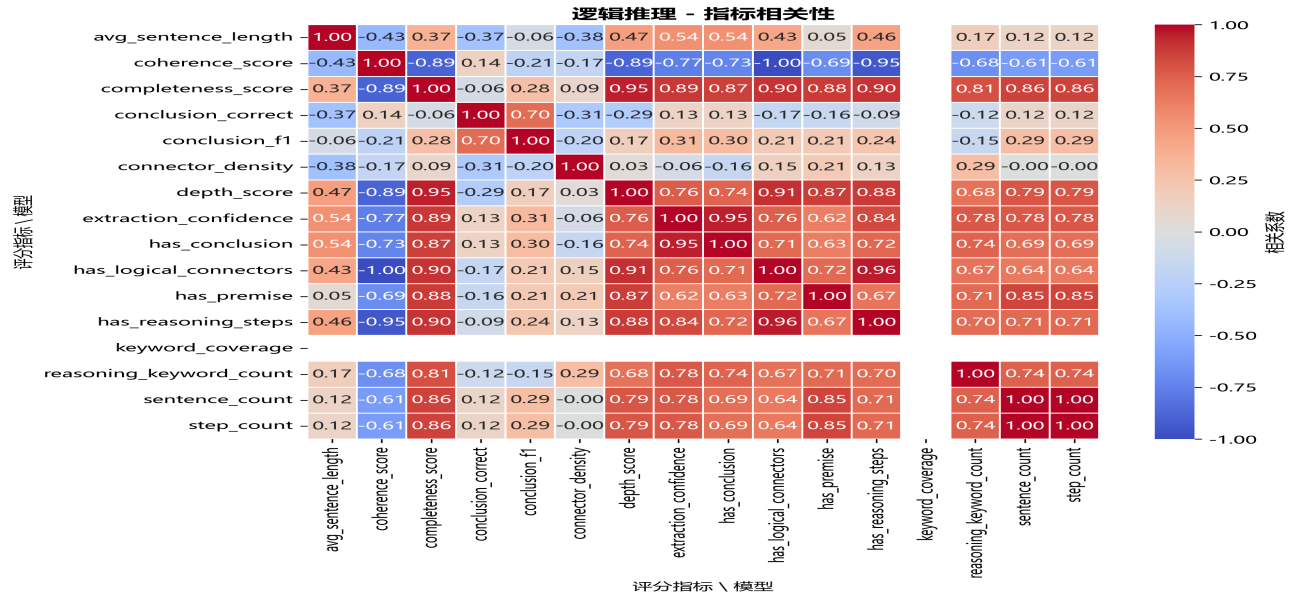 逻辑推理 - 指标相关性
avg_sentence_length 1.00 -0.43 0.37 -0.37 -0.06 -0.38 0.47 0.54 0.54 0.43 0.05 0.46 0.17 0.12 0.12
coherence_score -0.43 1.00 -0.89 0.14 -0.21 -0.17 -0.89 -0.77 -0.73 -1.00 -0.69 -0.95 -0.68 -0.61 -0.61
completeness_score 0.37 -0.89 1.00 -0.06 0.28 0.09 0.95 0.89 0.87 0.90 0.88 0.90 0.81 0.86 0.86
conclusion_correct -0.37 0.14 -0.06 1.00 0.70 -0.31 -0.29 0.13 0.13 -0.17 -0.16 -0.09 -0.12 0.12 0.12
conclusion_f1 -0.06 -0.21 0.28 0.70 1.00 -0.20 0.17 0.31 0.30 0.21 0.21 0.24 -0.15 0.29 0.29
connector_density -0.38 -0.17 0.09 -0.31 -0.20 1.00 0.03 -0.06 -0.16 0.15 0.21 0.13 0.29 -0.00 -0.00
depth_score 0.47 -0.89 0.95 -0.29 0.17 0.03 1.00 0.76 0.74 0.91 0.87 0.88 0.68 0.79 0.79
extraction_confidence 0.54 -0.77 0.89 0.13 0.31 -0.06 0.76 1.00 0.95 0.76 0.62 0.84 0.78 0.78 0.78
has_conclusion 0.54 -0.73 0.87 0.13 0.30 -0.16 0.74 0.95 1.00 0.71 0.63 0.72 0.74 0.69 0.69
has_logical_connectors 0.43 -1.00 0.90 -0.17 0.21 0.15 0.91 0.76 0.71 1.00 0.72 0.96 0.67 0.64 0.64
has_premise 0.05 -0.69 0.88 -0.16 0.21 0.21 0.87 0.62 0.63 0.72 1.00 0.67 0.71 0.85 0.85
has_reasoning_steps 0.46 -0.95 0.90 -0.09 0.24 0.13 0.88 0.84 0.72 0.96 0.67 1.00 0.70 0.71 0.71
keyword_coverage
reasoning_keyword_count 0.17 -0.68 0.81 -0.12 -0.15 0.29 0.68 0.78 0.74 0.67 0.71 0.70 1.00 0.74 0.74
sentence_count 0.12 -0.61 0.86 0.12 0.29 -0.00 0.79 0.78 0.69 0.64 0.85 0.71 0.74 1.00 1.00
step_count 0.12 -0.61 0.86 0.12 0.29 -0.00 0.79 0.78 0.69 0.64 0.85 0.71 0.74 1.00 1.00
评分指标 \ 模型
avg_sentence_length
coherence_score
completeness_score
conclusion_correct
conclusion_f1
connector_density
depth_score
extraction_confidence
has_conclusion
has_logical_connectors
has_premise
has_reasoning_steps
keyword_coverage
reasoning_keyword_count
sentence_count
step_count
评分指标 \ 模型
1.00
0.75
0.50
0.25
0.00
-0.25
-0.50
-0.75
-1.00
相关系数